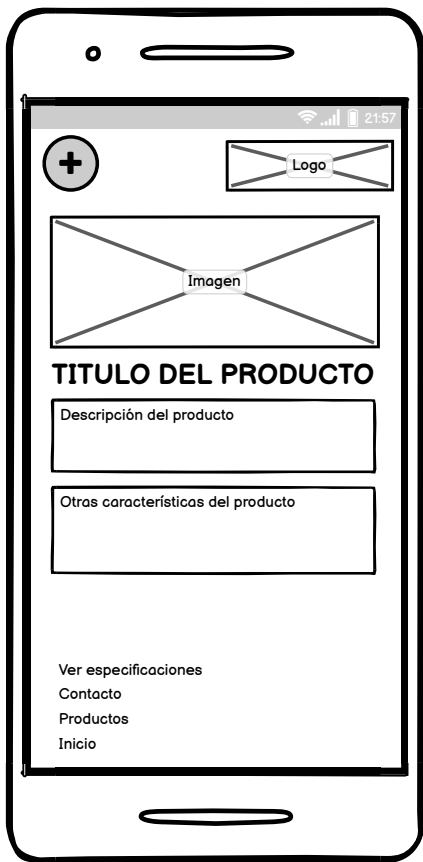 21:57
Logo
Imagen
TITULO DEL PRODUCTO
Descripción del producto
Otras características del producto
Ver especificaciones
Contacto
Productos
Inicio